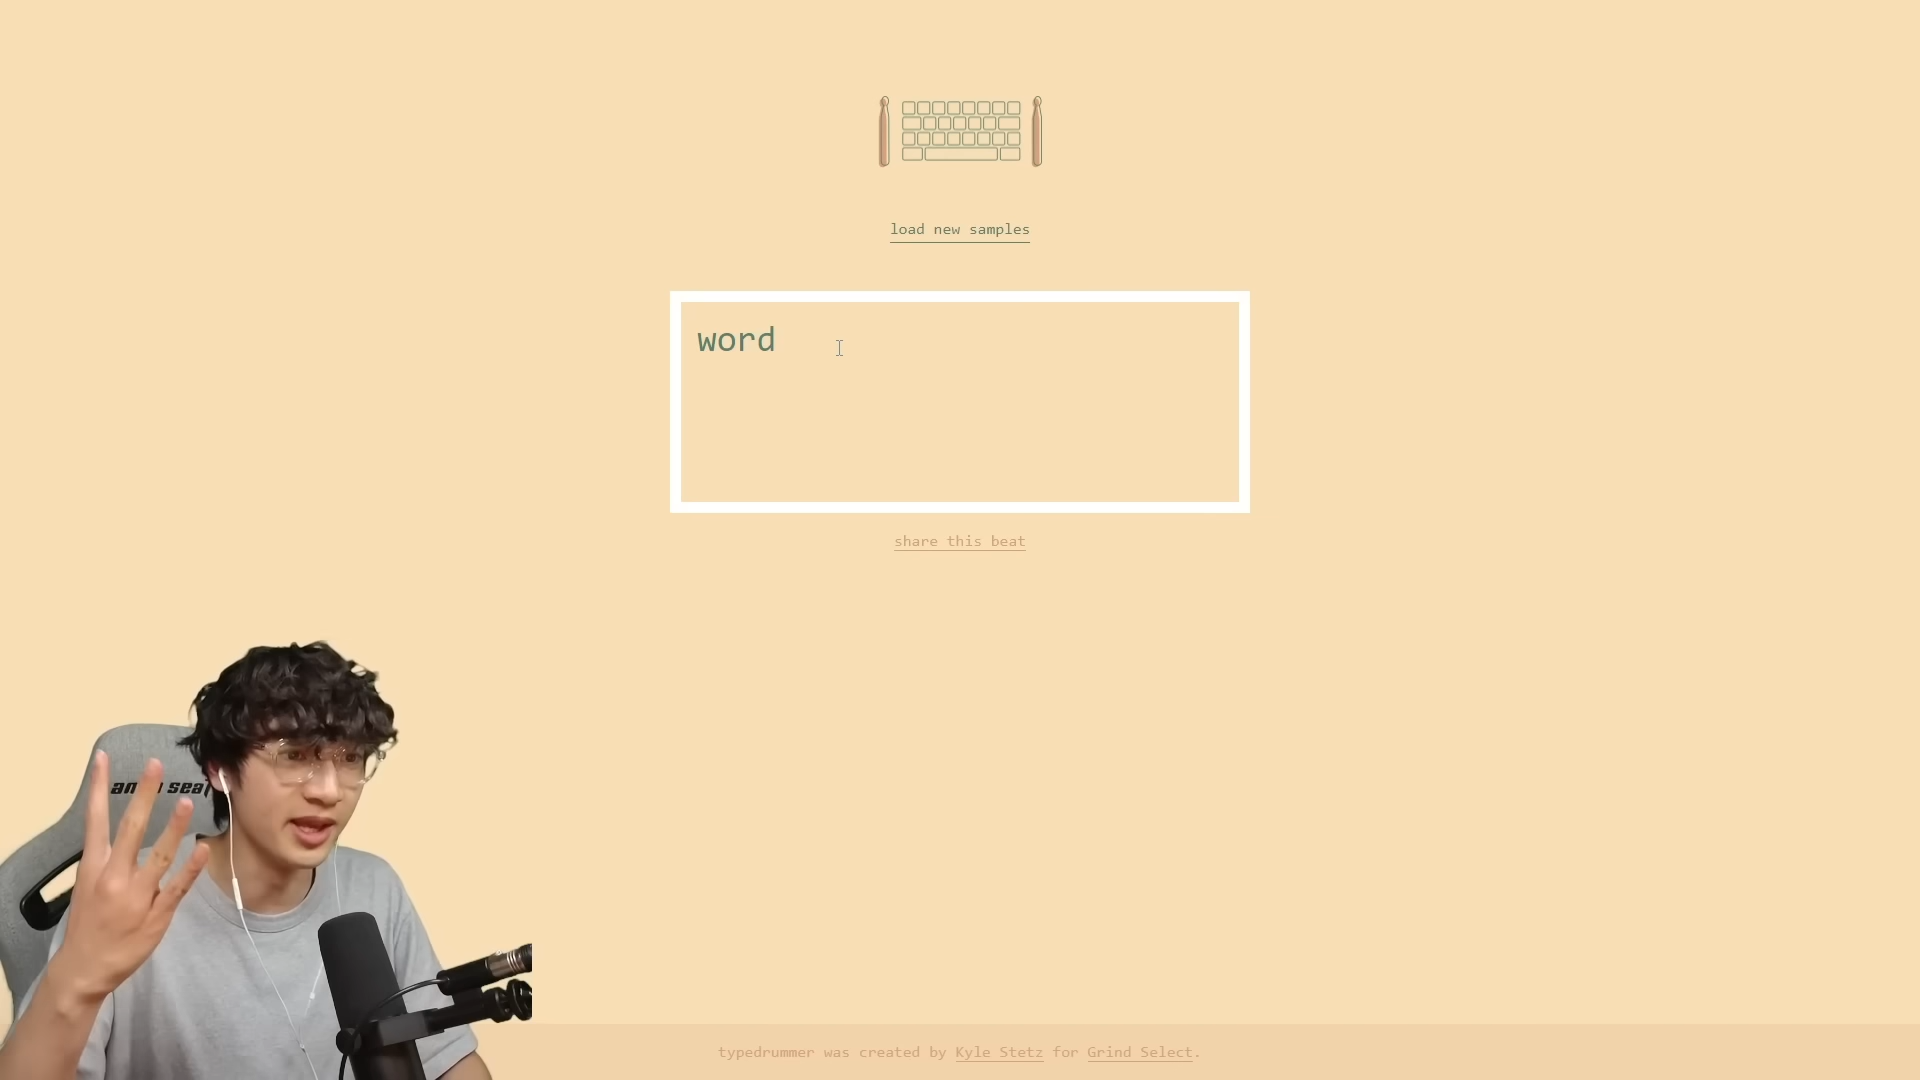 load new samples
word
share this beat
typedrummer was created by Kyle Stetz for Grind Select.